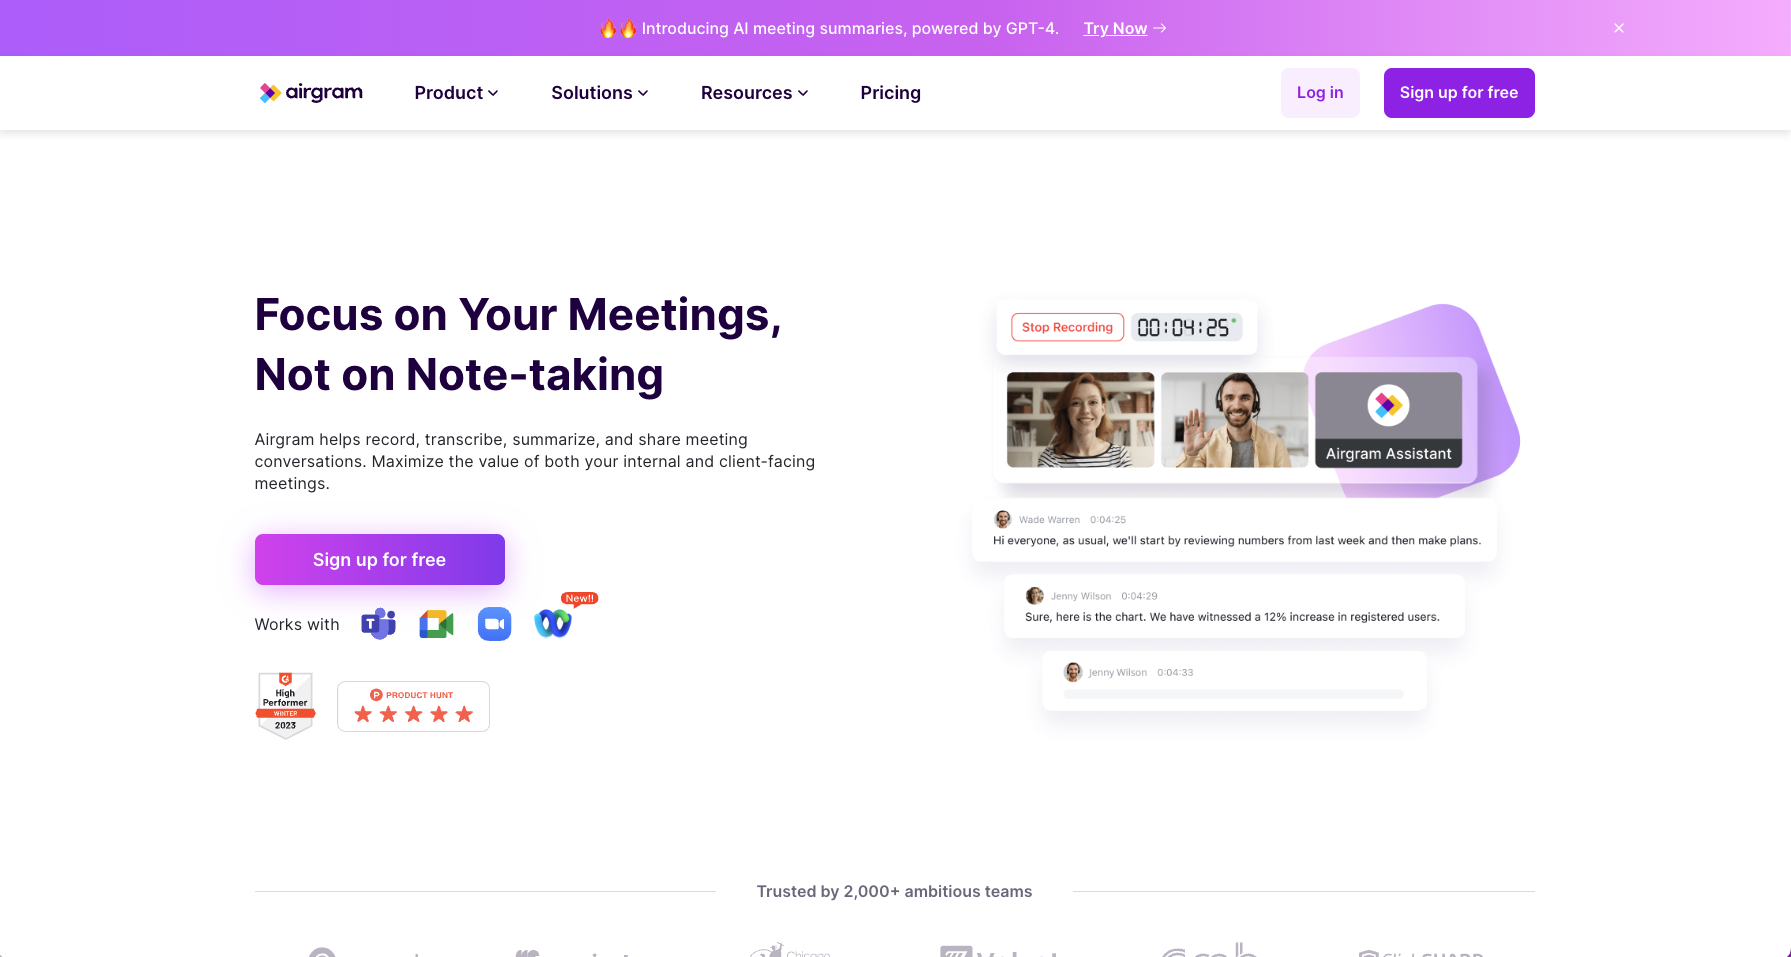 🔥🔥 Introducing AI meeting summaries, powered by GPT-4. Try Now →
airgram Product Solutions Resources Pricing Log in Sign up for free
Focus on Your Meetings,
Not on Note-taking
Airgram helps record, transcribe, summarize, and share meeting
conversations. Maximize the value of both your internal and client-facing
meetings.
Sign up for free
New!!
Works with
High
Performer
WINTER
2023
PRODUCT HUNT
Stop Recording 00:04:25
Airgram Assistant
Wade Warren 0:04:25
Hi everyone, as usual, we'll start by reviewing numbers from last week and then make plans.
Jenny Wilson 0:04:29
Sure, here is the chart. We have witnessed a 12% increase in registered users.
Jenny Wilson 0:04:33
Trusted by 2,000+ ambitious teams
Chicago